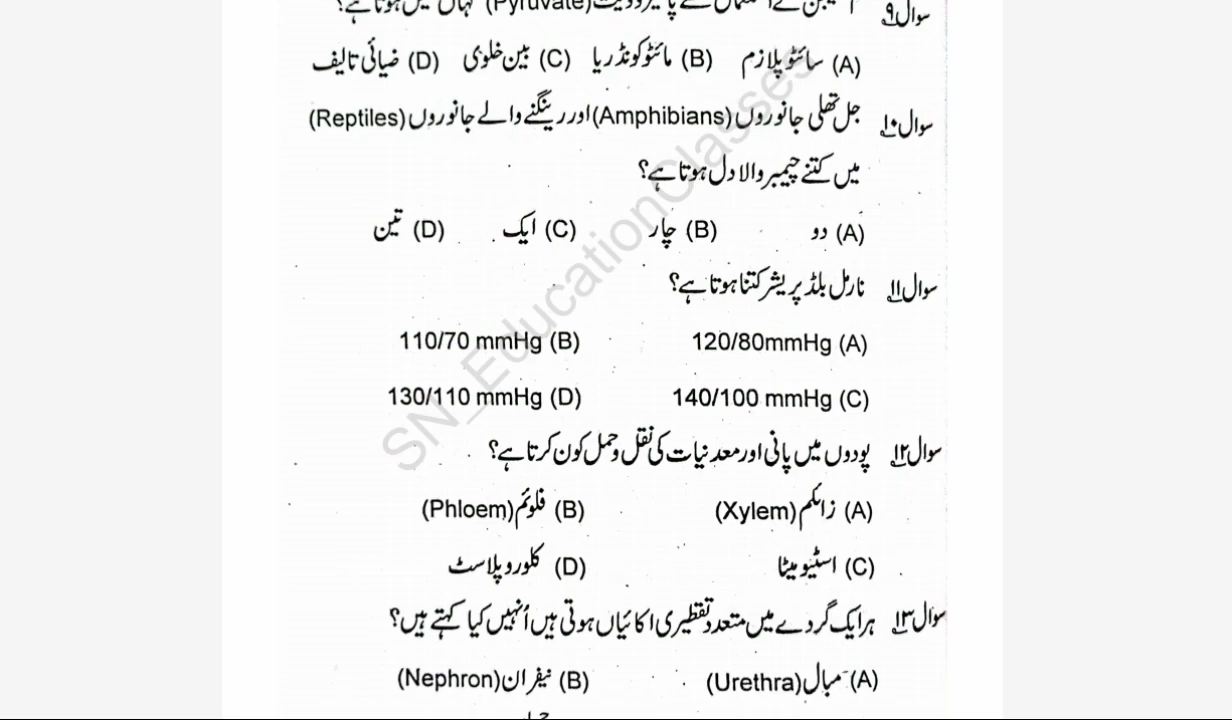 سوال۹ آکسیجن کے استعمال سے پائیرووویٹ(Pyruvate) کہاں میں ہوتا ہے؟
(A) سائٹوپلازم (B) مائٹوکونڈریا (C) بین خلوی (D) ضیائی تالیف
سوال۱۰ جل تھلی جانوروں (Amphibians) اور رینگنے والے جانوروں (Reptiles)
میں کتنے چیمبر والا دل ہوتا ہے؟
(A) دو (B) چار (C) ایک (D) تین
سوال۱۱ نارمل بلڈ پریشر کتنا ہوتا ہے؟
(A) 120/80mmHg (B) 110/70 mmHg
(C) 140/100 mmHg (D) 130/110 mmHg
سوال۱۲ پودوں میں پانی اور معدنیات کی نقل و حمل کون کرتا ہے؟
(A) زائلم(Xylem) (B) فلوئم(Phloem)
(C) اسٹیومیٹا (D) کلوروپلاسٹ
سوال۱۳ ہر ایک گردے میں متعدد تقطیری اکائیاں ہوتی ہیں اُنہیں کیا کہتے ہیں؟
(A) مبال(Urethra) (B) نیفران(Nephron)
SN_EducationClasses